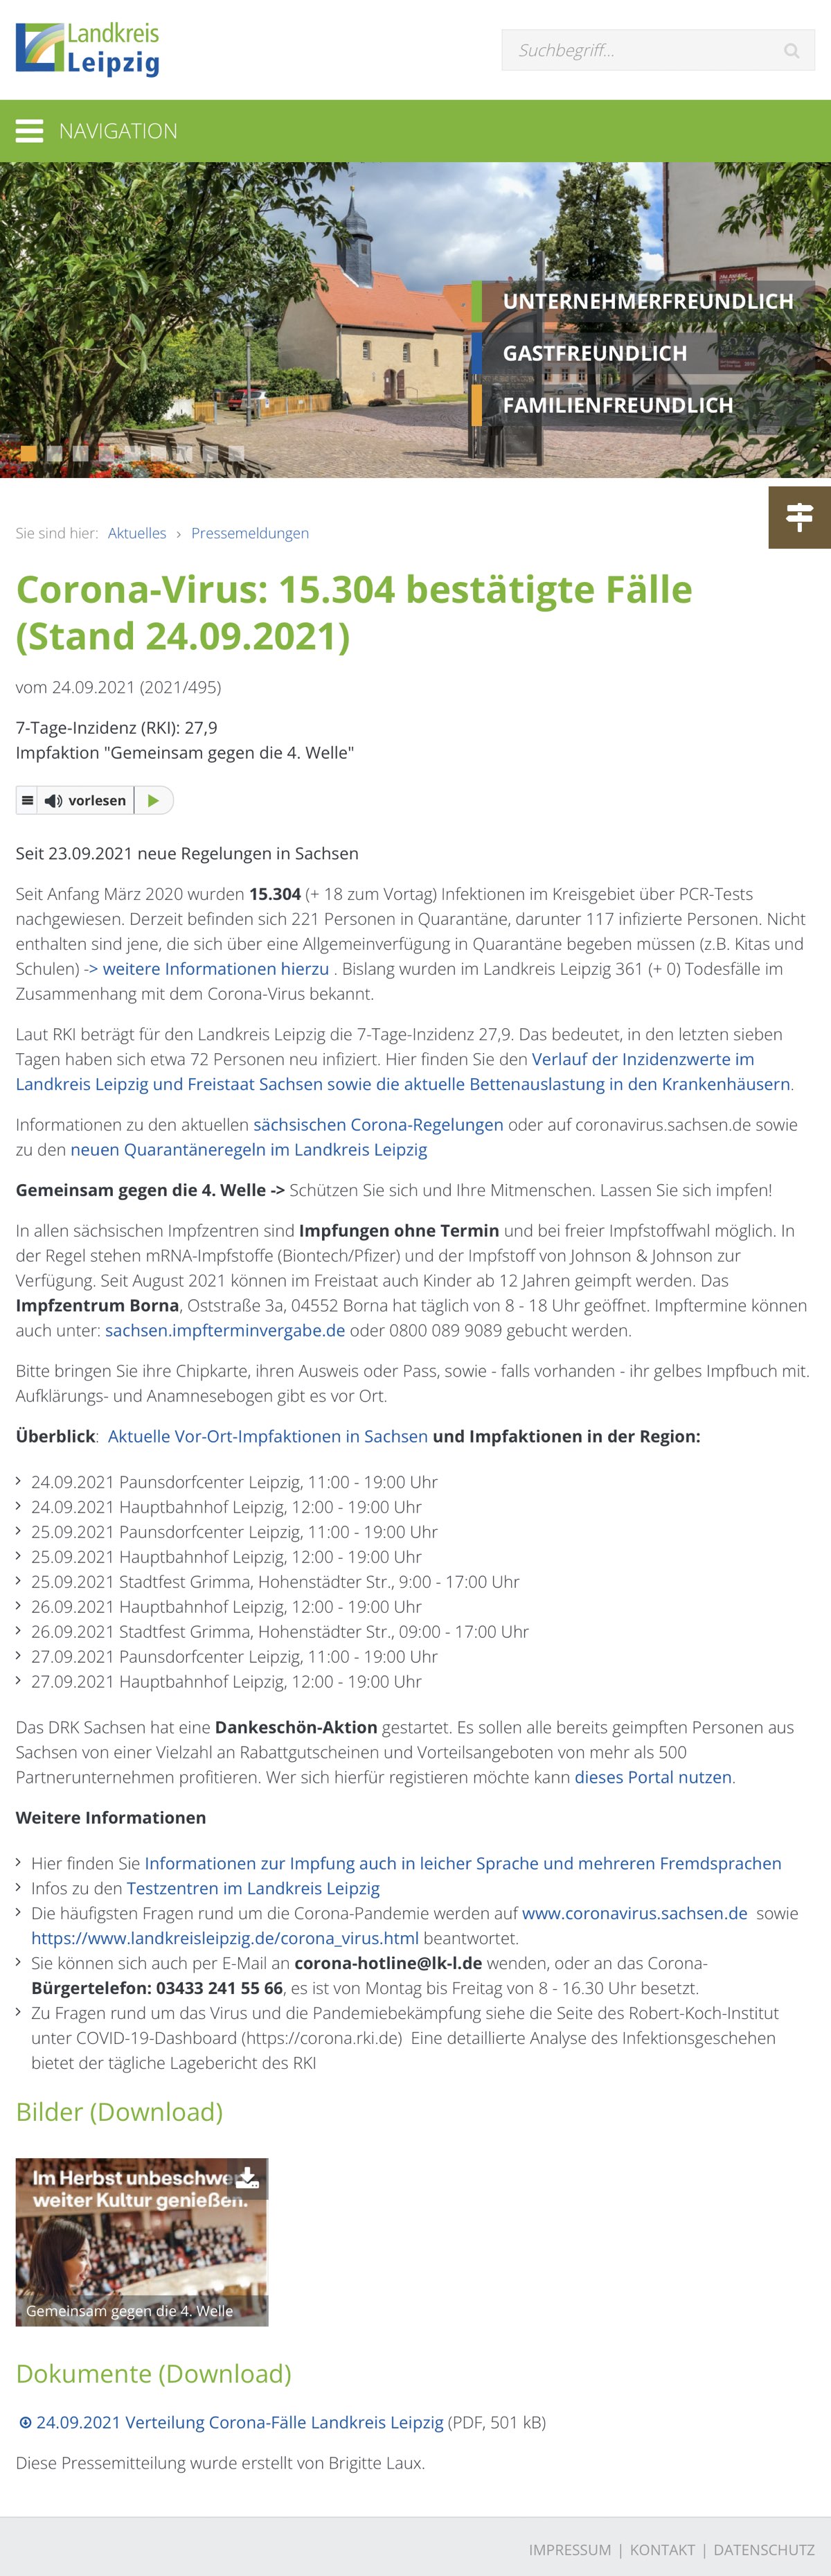 Landkreis
Leipzig
Suchbegriff...
NAVIGATION
UNTERNEHMERFREUNDLICH
GASTFREUNDLICH
FAMILIENFREUNDLICH
Sie sind hier: Aktuelles › Pressemeldungen
Corona-Virus: 15.304 bestätigte Fälle
(Stand 24.09.2021)
vom 24.09.2021 (2021/495)
7-Tage-Inzidenz (RKI): 27,9
Impfaktion "Gemeinsam gegen die 4. Welle"
vorlesen
Seit 23.09.2021 neue Regelungen in Sachsen
Seit Anfang März 2020 wurden 15.304 (+ 18 zum Vortag) Infektionen im Kreisgebiet über PCR-Tests
nachgewiesen. Derzeit befinden sich 221 Personen in Quarantäne, darunter 117 infizierte Personen. Nicht
enthalten sind jene, die sich über eine Allgemeinverfügung in Quarantäne begeben müssen (z.B. Kitas und
Schulen) -> weitere Informationen hierzu . Bislang wurden im Landkreis Leipzig 361 (+ 0) Todesfälle im
Zusammenhang mit dem Corona-Virus bekannt.
Laut RKI beträgt für den Landkreis Leipzig die 7-Tage-Inzidenz 27,9. Das bedeutet, in den letzten sieben
Tagen haben sich etwa 72 Personen neu infiziert. Hier finden Sie den Verlauf der Inzidenzwerte im
Landkreis Leipzig und Freistaat Sachsen sowie die aktuelle Bettenauslastung in den Krankenhäusern.
Informationen zu den aktuellen sächsischen Corona-Regelungen oder auf coronavirus.sachsen.de sowie
zu den neuen Quarantäneregeln im Landkreis Leipzig
Gemeinsam gegen die 4. Welle -> Schützen Sie sich und Ihre Mitmenschen. Lassen Sie sich impfen!
In allen sächsischen Impfzentren sind Impfungen ohne Termin und bei freier Impfstoffwahl möglich. In
der Regel stehen mRNA-Impfstoffe (Biontech/Pfizer) und der Impfstoff von Johnson & Johnson zur
Verfügung. Seit August 2021 können im Freistaat auch Kinder ab 12 Jahren geimpft werden. Das
Impfzentrum Borna, Oststraße 3a, 04552 Borna hat täglich von 8 - 18 Uhr geöffnet. Impftermine können
auch unter: sachsen.impfterminvergabe.de oder 0800 089 9089 gebucht werden.
Bitte bringen Sie ihre Chipkarte, ihren Ausweis oder Pass, sowie - falls vorhanden - ihr gelbes Impfbuch mit.
Aufklärungs- und Anamnesebogen gibt es vor Ort.
Überblick:  Aktuelle Vor-Ort-Impfaktionen in Sachsen und Impfaktionen in der Region:
24.09.2021 Paunsdorfcenter Leipzig, 11:00 - 19:00 Uhr
24.09.2021 Hauptbahnhof Leipzig, 12:00 - 19:00 Uhr
25.09.2021 Paunsdorfcenter Leipzig, 11:00 - 19:00 Uhr
25.09.2021 Hauptbahnhof Leipzig, 12:00 - 19:00 Uhr
25.09.2021 Stadtfest Grimma, Hohenstädter Str., 9:00 - 17:00 Uhr
26.09.2021 Hauptbahnhof Leipzig, 12:00 - 19:00 Uhr
26.09.2021 Stadtfest Grimma, Hohenstädter Str., 09:00 - 17:00 Uhr
27.09.2021 Paunsdorfcenter Leipzig, 11:00 - 19:00 Uhr
27.09.2021 Hauptbahnhof Leipzig, 12:00 - 19:00 Uhr
Das DRK Sachsen hat eine Dankeschön-Aktion gestartet. Es sollen alle bereits geimpften Personen aus
Sachsen von einer Vielzahl an Rabattgutscheinen und Vorteilsangeboten von mehr als 500
Partnerunternehmen profitieren. Wer sich hierfür registieren möchte kann dieses Portal nutzen.
Weitere Informationen
Hier finden Sie Informationen zur Impfung auch in leicher Sprache und mehreren Fremdsprachen
Infos zu den Testzentren im Landkreis Leipzig
Die häufigsten Fragen rund um die Corona-Pandemie werden auf www.coronavirus.sachsen.de  sowie
https://www.landkreisleipzig.de/corona_virus.html beantwortet.
Sie können sich auch per E-Mail an corona-hotline@lk-l.de wenden, oder an das Corona-
Bürgertelefon: 03433 241 55 66, es ist von Montag bis Freitag von 8 - 16.30 Uhr besetzt.
Zu Fragen rund um das Virus und die Pandemiebekämpfung siehe die Seite des Robert-Koch-Institut
unter COVID-19-Dashboard (https://corona.rki.de)  Eine detaillierte Analyse des Infektionsgeschehen
bietet der tägliche Lagebericht des RKI
Bilder (Download)
Im Herbst unbeschwe
weiter Kultur genießen.
Gemeinsam gegen die 4. Welle
Dokumente (Download)
24.09.2021 Verteilung Corona-Fälle Landkreis Leipzig (PDF, 501 kB)
Diese Pressemitteilung wurde erstellt von Brigitte Laux.
IMPRESSUM | KONTAKT | DATENSCHUTZ